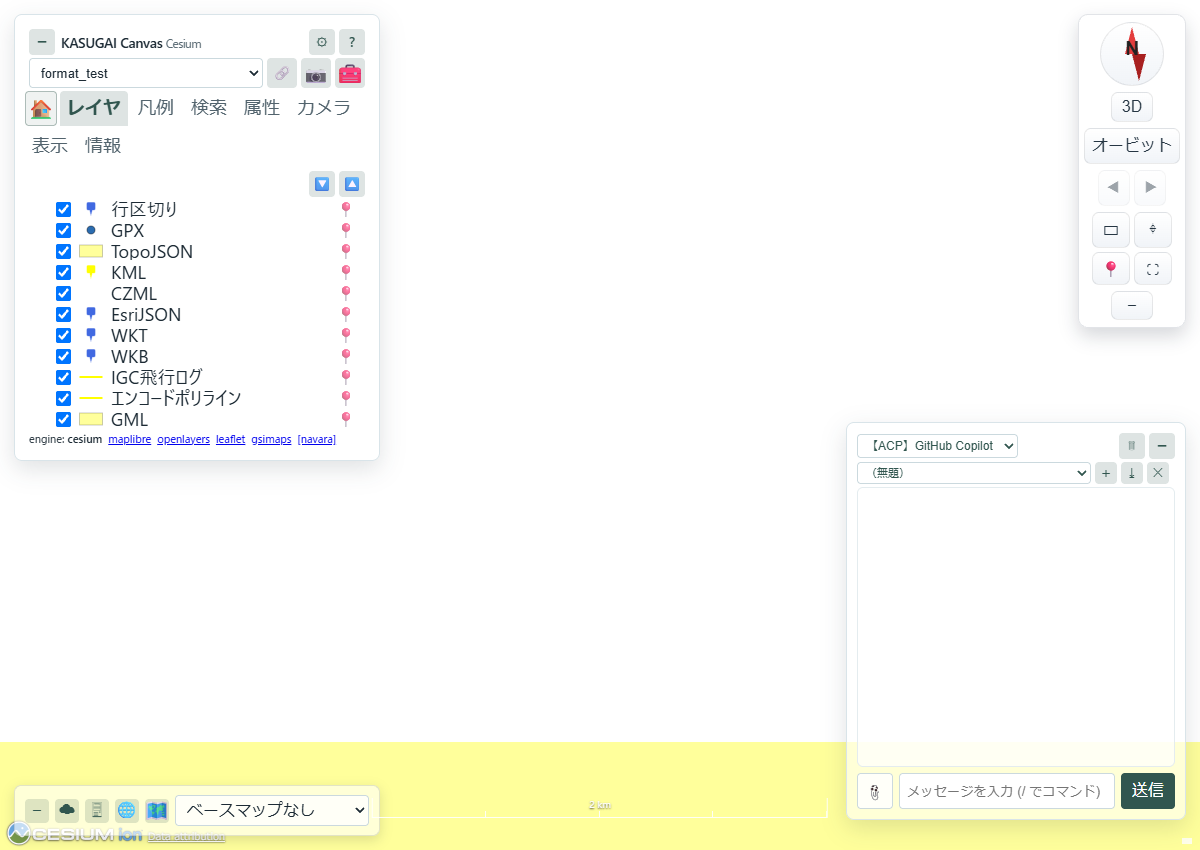 KASUGAI Canvas Cesium
?
format_test
レイヤ 凡例 検索 属性 カメラ
表示 情報
行区切り
GPX
TopoJSON
KML
CZML
EsriJSON
WKT
WKB
IGC飛行ログ
エンコードポリライン
GML
engine: cesium maplibre openlayers leaflet gsimaps [navara]
N
3D
オービット
【ACP】GitHub Copilot
（無題）
メッセージを入力 (/ でコマンド)
送信
ベースマップなし
2 km
CESIUM ion Data attribution